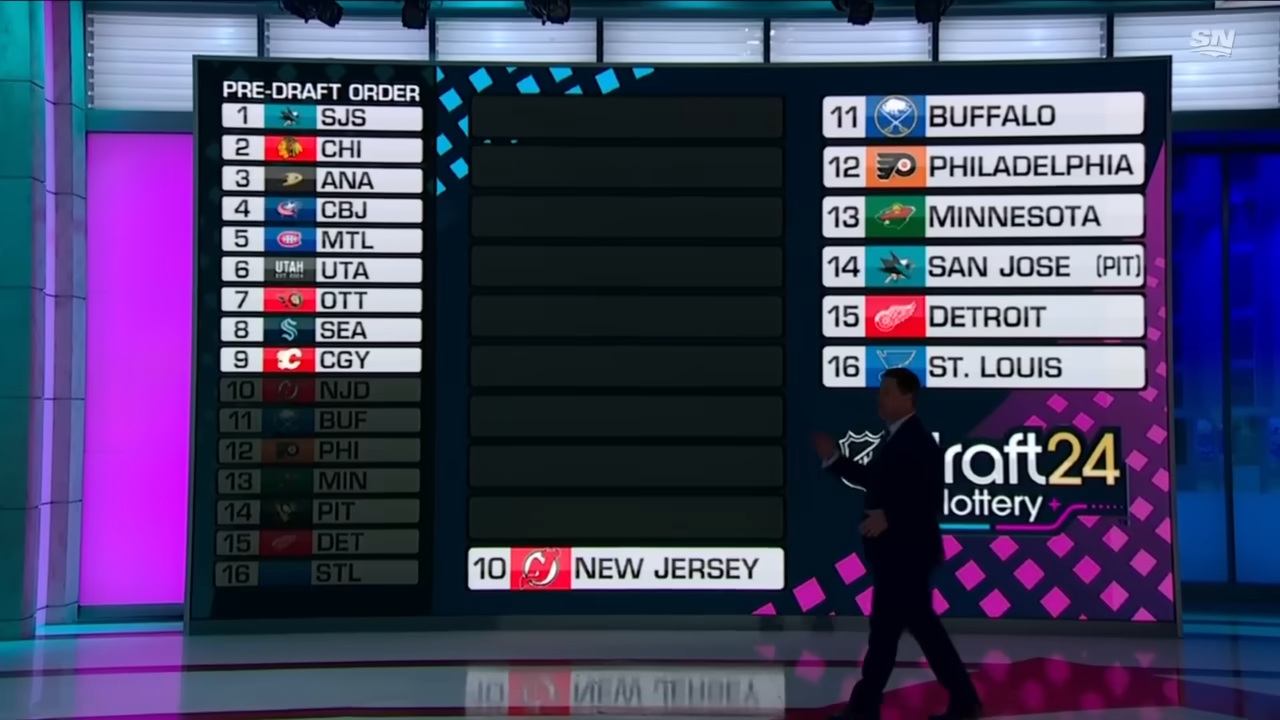 SN
PRE-DRAFT ORDER
1 SJS
2 CHI
3 ANA
4 CBJ
5 MTL
6 UTAH UTA
7 OTT
8 SEA
9 CGY
10 NJD
11 BUF
12 PHI
13 MIN
14 PIT
15 DET
16 STL
10 NEW JERSEY
11 BUFFALO
12 PHILADELPHIA
13 MINNESOTA
14 SAN JOSE (PIT)
15 DETROIT
16 ST. LOUIS
raft24
lottery